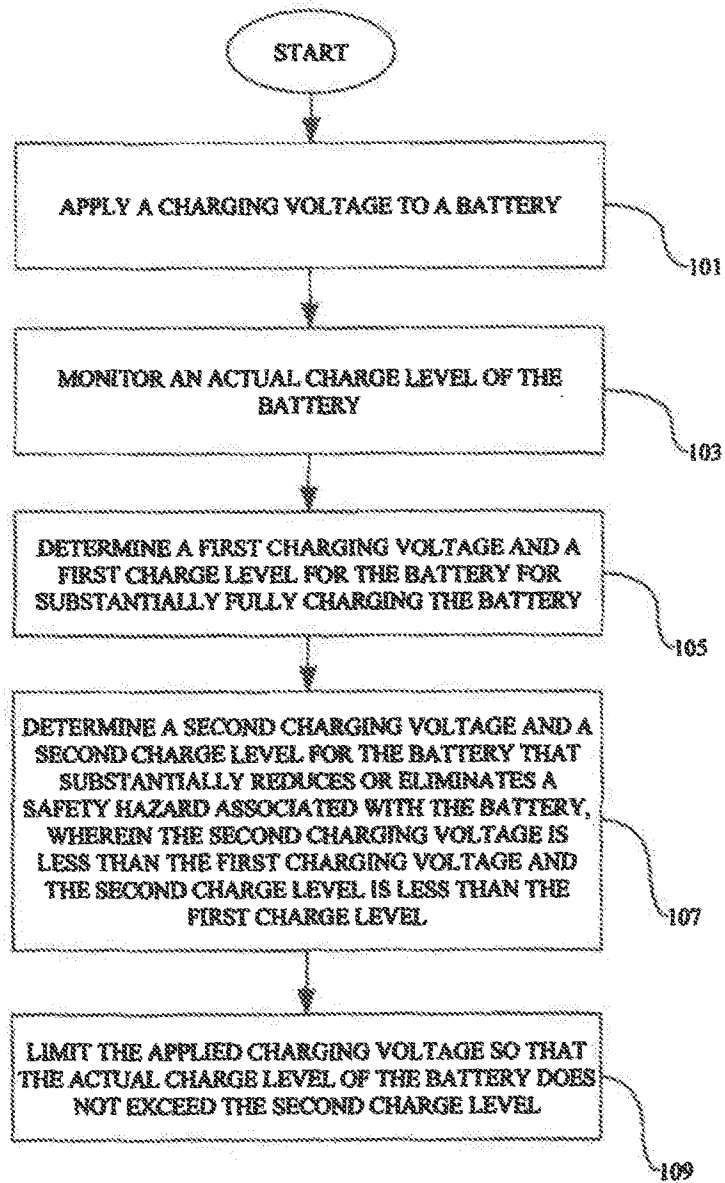 START
APPLY A CHARGING VOLTAGE TO A BATTERY
101
MONITOR AN ACTUAL CHARGE LEVEL OF THE
BATTERY
103
DETERMINE A FIRST CHARGING VOLTAGE AND A
FIRST CHARGE LEVEL FOR THE BATTERY FOR
SUBSTANTIALLY FULLY CHARGING THE BATTERY
105
DETERMINE A SECOND CHARGING VOLTAGE AND A
SECOND CHARGE LEVEL FOR THE BATTERY THAT
SUBSTANTIALLY REDUCES OR ELIMINATES A
SAFETY HAZARD ASSOCIATED WITH THE BATTERY,
WHEREIN THE SECOND CHARGING VOLTAGE IS
LESS THAN THE FIRST CHARGING VOLTAGE AND
THE SECOND CHARGE LEVEL IS LESS THAN THE
FIRST CHARGE LEVEL
107
LIMIT THE APPLIED CHARGING VOLTAGE SO THAT
THE ACTUAL CHARGE LEVEL OF THE BATTERY DOES
NOT EXCEED THE SECOND CHARGE LEVEL
109